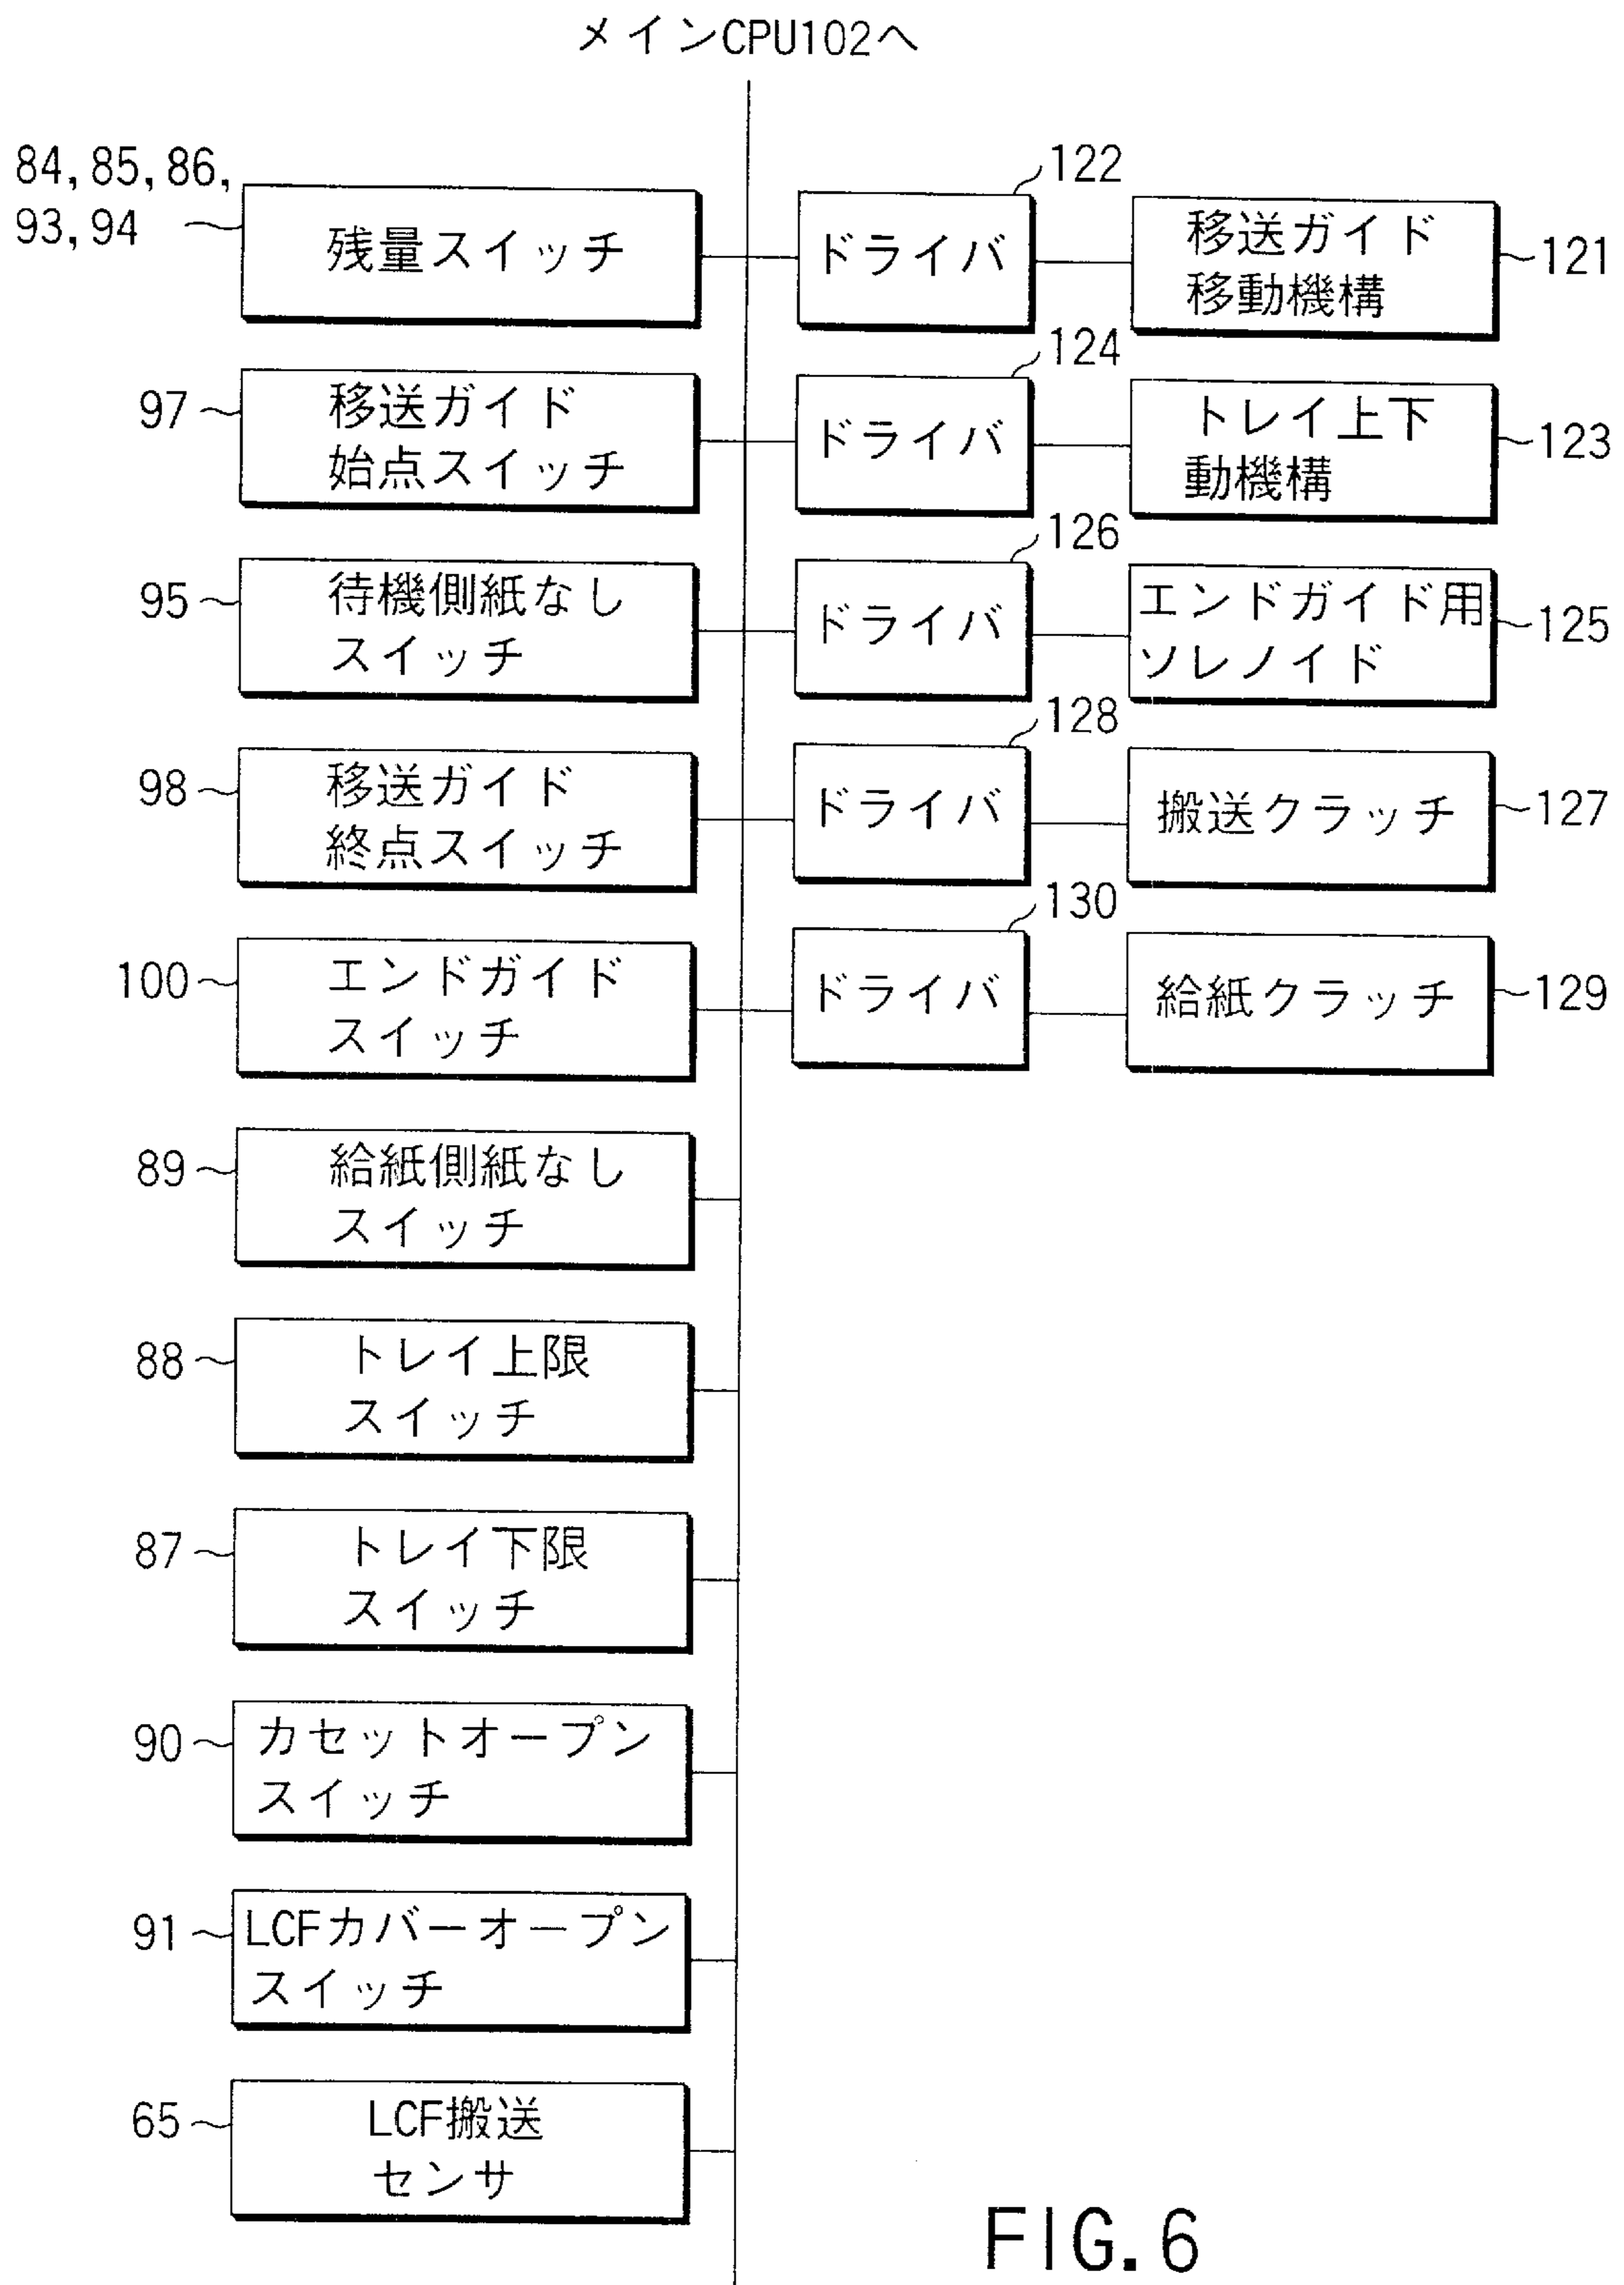 メインCPU102へ
84, 85, 86,
93, 94
残量スイッチ
122
ドライバ
移送ガイド
移動機構
121
97
移送ガイド
始点スイッチ
124
ドライバ
トレイ上下
動機構
123
95
待機側紙なし
スイッチ
126
ドライバ
エンドガイド用
ソレノイド
125
98
移送ガイド
終点スイッチ
128
ドライバ
搬送クラッチ
127
100
エンドガイド
スイッチ
130
ドライバ
給紙クラッチ
129
89
給紙側紙なし
スイッチ
88
トレイ上限
スイッチ
87
トレイ下限
スイッチ
90
カセットオープン
スイッチ
91
LCFカバーオープン
スイッチ
65
LCF搬送
センサ
FIG. 6